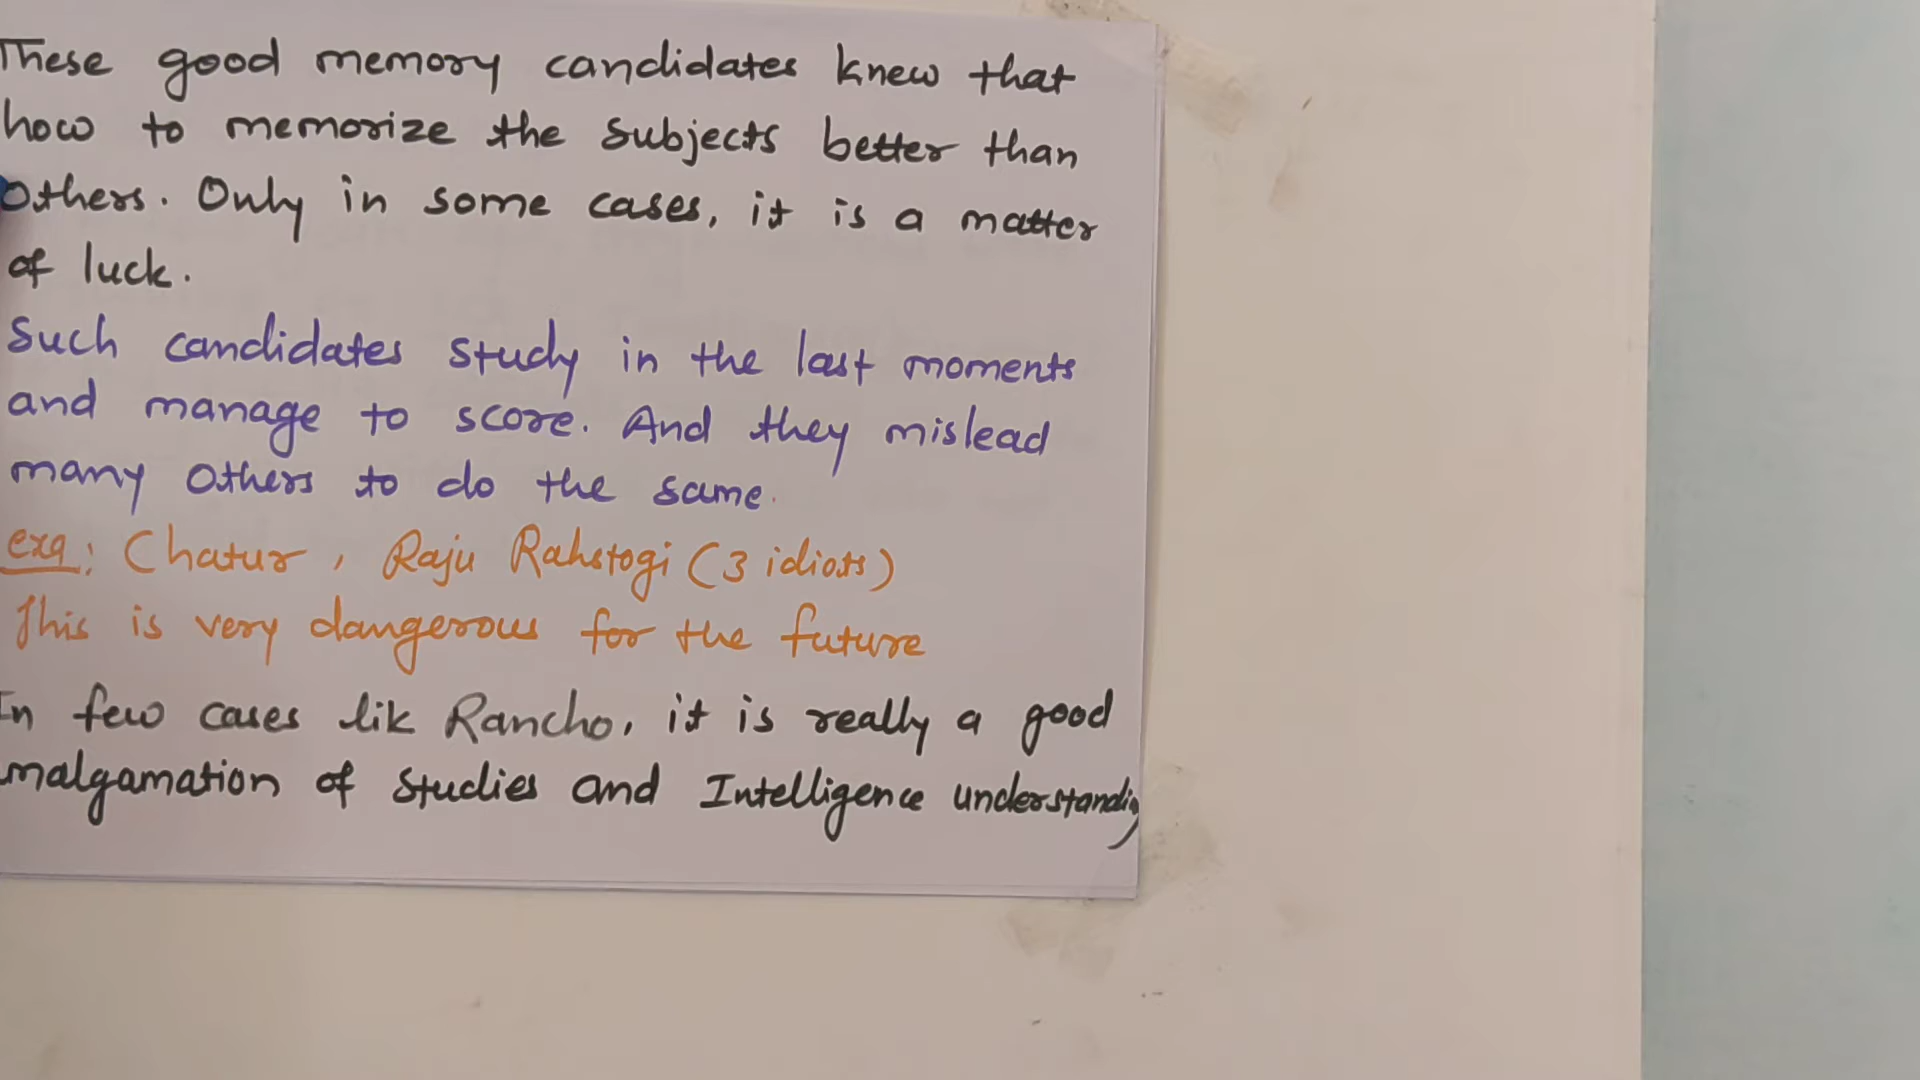 These good memory candidates knew that
how to memorize the subjects better than
Others. Only in some cases, it is a matter
of luck.
Such candidates study in the last moments
and manage to score. And they mislead
many others to do the same.
exa: Chatur, Raju Rahstogi (3 idiots)
This is very dangerous for the future
In few cases lik Rancho, it is really a good
malgamation of studies and Intelligence understanding